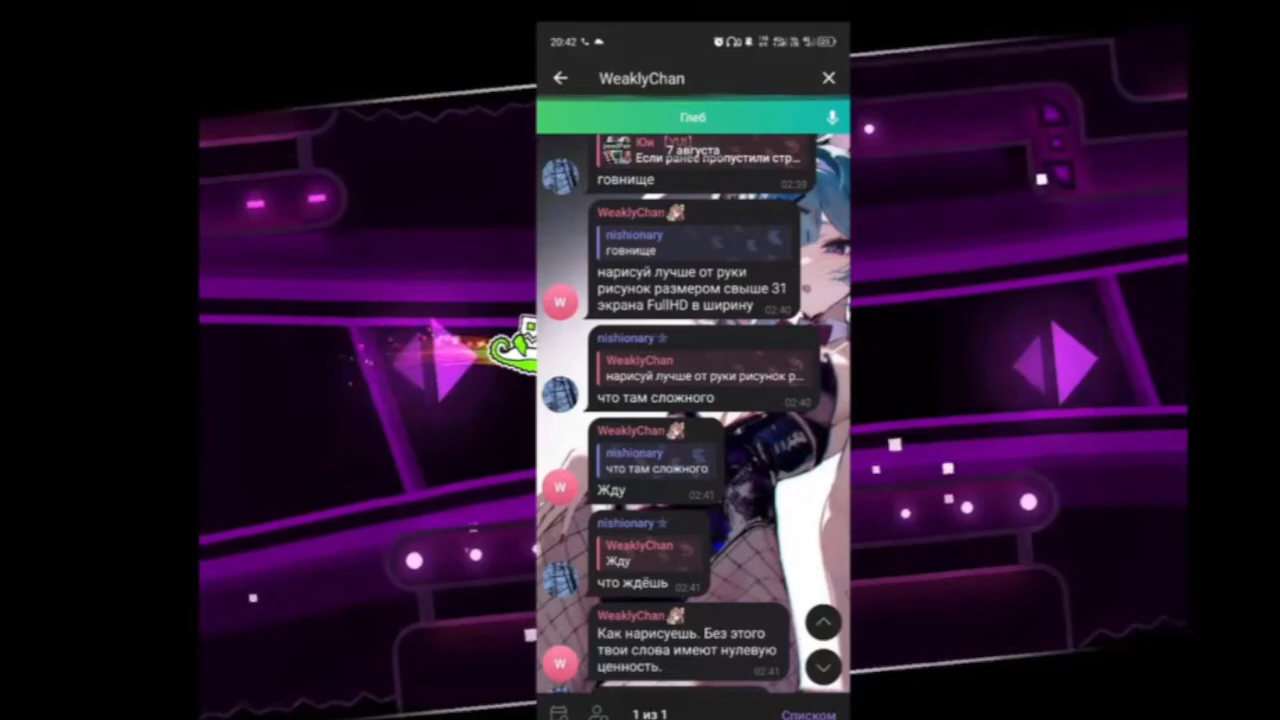 20:42
WeaklyChan
Глеб
Юи [УЦЛ]
7 августа
Если ранее пропустили стр...
говнище
02:39
WeaklyChan
nishionary
говнище
нарисуй лучше от руки
рисунок размером свыше 31
экрана FullHD в ширину
02:40
nishionary
WeaklyChan
нарисуй лучше от руки рисунок р...
что там сложного
02:40
WeaklyChan
nishionary
что там сложного
Жду
02:41
W
nishionary
WeaklyChan
Жду
что ждёшь
02:41
WeaklyChan
Как нарисуешь. Без этого
твои слова имеют нулевую
ценность.
02:41
W
1 из 1
Списком